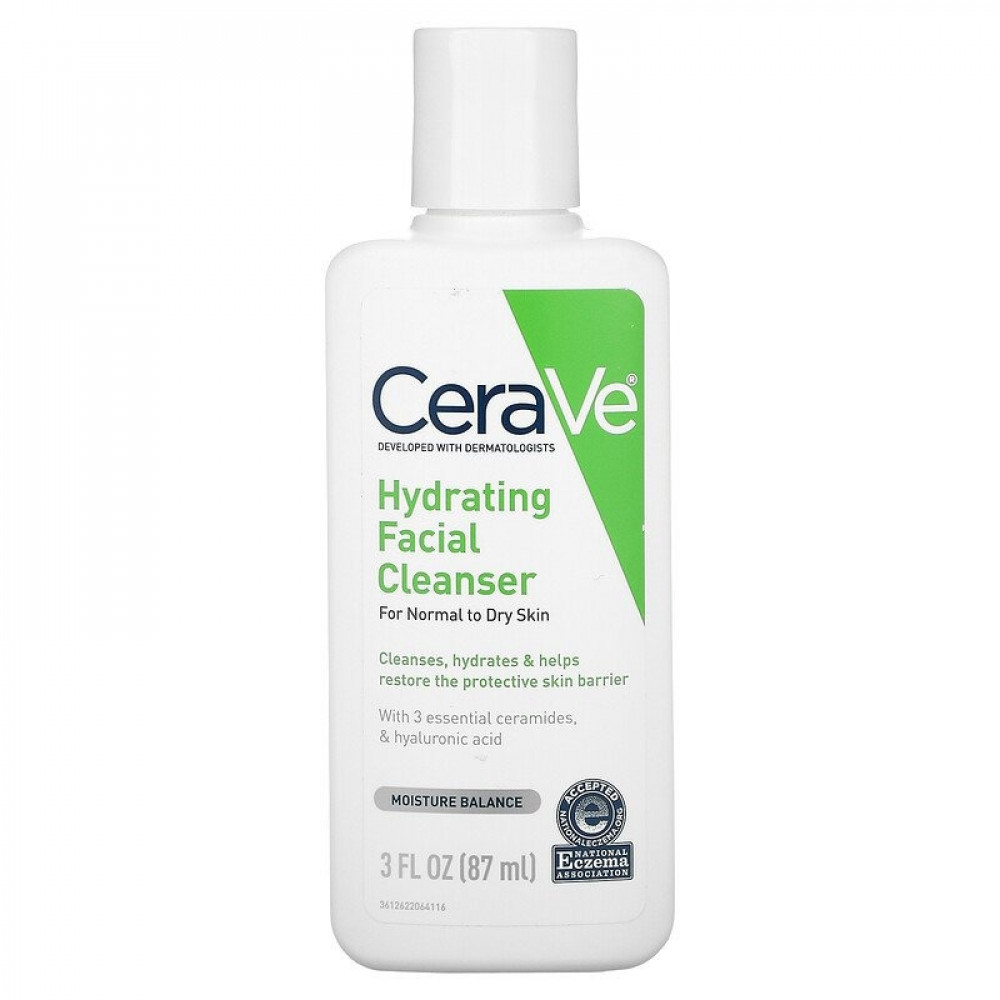 CeraVe®
DEVELOPED WITH DERMATOLOGISTS
Hydrating
Facial
Cleanser
For Normal to Dry Skin
Cleanses, hydrates & helps
restore the protective skin barrier
With 3 essential ceramides,
& hyaluronic acid
MOISTURE BALANCE
ACCEPTED
e
NATIONALECZEMA.ORG
NATIONAL
Eczema
ASSOCIATION
3 FL OZ (87 ml)
3612622064116